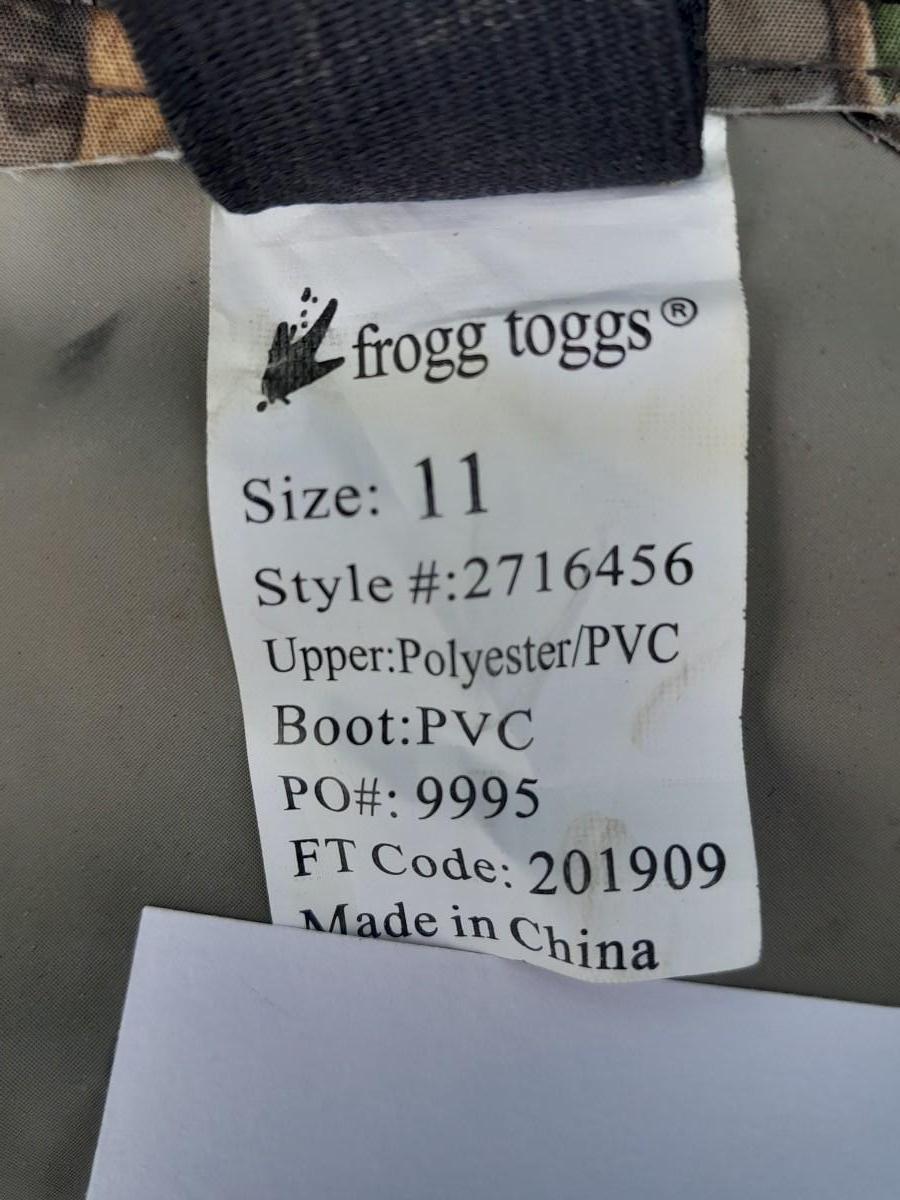 frogg toggs®
Size: 11
Style #:2716456
Upper:Polyester/PVC
Boot:PVC
PO#: 9995
FT Code: 201909
Made in China